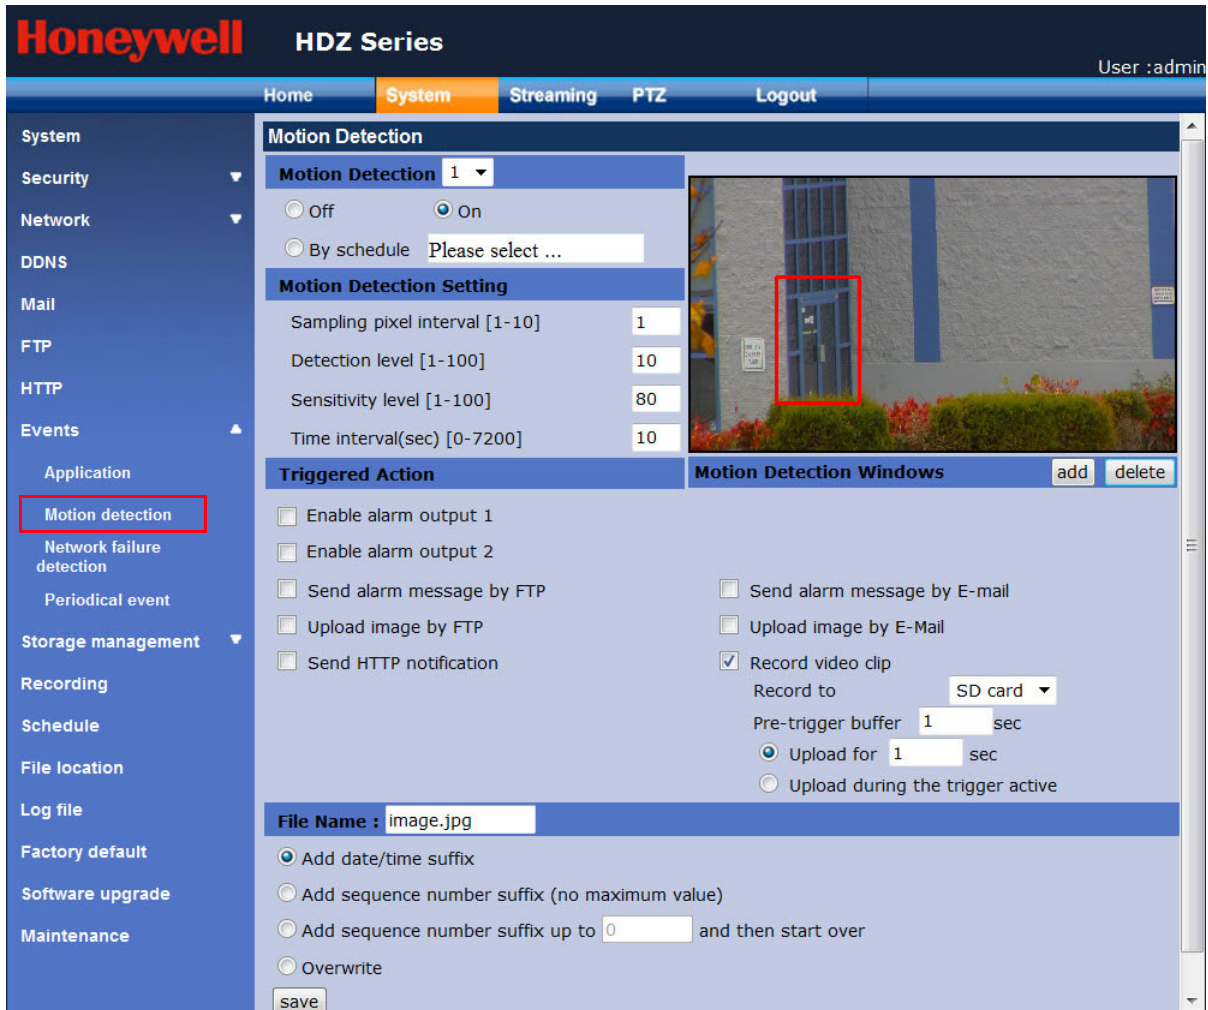 Honeywell HDZ Series
User :admin
Home System Streaming PTZ Logout
System
Security
Network
DDNS
Mail
FTP
HTTP
Events
Application
Motion detection
Network failure
detection
Periodical event
Storage management
Recording
Schedule
File location
Log file
Factory default
Software upgrade
Maintenance
Motion Detection
Motion Detection 1
Off On
By schedule Please select ...
Motion Detection Setting
Sampling pixel interval [1-10] 1
Detection level [1-100] 10
Sensitivity level [1-100] 80
Time interval(sec) [0-7200] 10
Motion Detection Windows add delete
Triggered Action
Enable alarm output 1
Enable alarm output 2
Send alarm message by FTP
Send alarm message by E-mail
Upload image by FTP
Upload image by E-Mail
Send HTTP notification
Record video clip
Record to SD card
Pre-trigger buffer 1 sec
Upload for 1 sec
Upload during the trigger active
File Name : image.jpg
Add date/time suffix
Add sequence number suffix (no maximum value)
Add sequence number suffix up to 0 and then start over
Overwrite
save